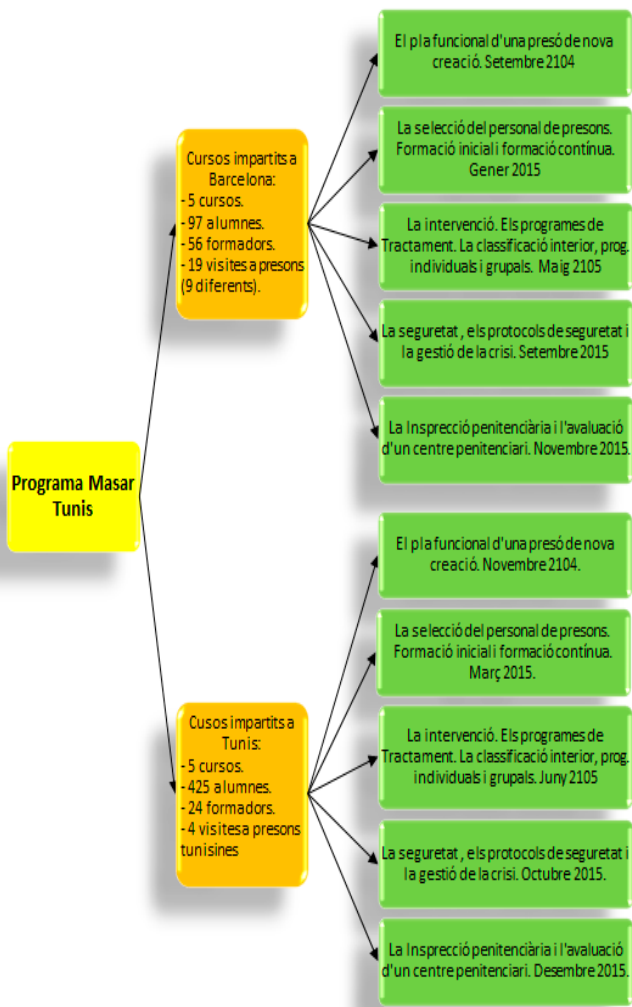 Programa Masar
Tunis
Cursos impartits a
Barcelona:
- 5 cursos.
- 97 alumnes.
- 56 formadors.
- 19 visites a presons
(9 diferents).
El pla funcional d'una presó de nova
creació. Setembre 2104
La selecció del personal de presons.
Formació inicial i formació contínua.
Gener 2015
La intervenció. Els programes de
Tractament. La classificació interior, prog.
individuals i grupals. Maig 2105
La seguretat , els protocols de seguretat i
la gestió de la crisi. Setembre 2015
La Insprecció penitenciària i l'avaluació
d'un centre penitenciari. Novembre 2015.
Cusos impartits a
Tunis:
- 5 cursos.
- 425 alumnes.
- 24 formadors.
- 4 visites a presons
tunisines
El pla funcional d'una presó de nova
creació. Novembre 2104.
La selecció del personal de presons.
Formació inicial i formació contínua.
Març 2015.
La intervenció. Els programes de
Tractament. La classificació interior, prog.
individuals i grupals. Juny 2105
La seguretat , els protocols de seguretat i
la gestió de la crisi. Octubre 2015.
La Insprecció penitenciària i l'avaluació
d'un centre penitenciari. Desembre 2015.